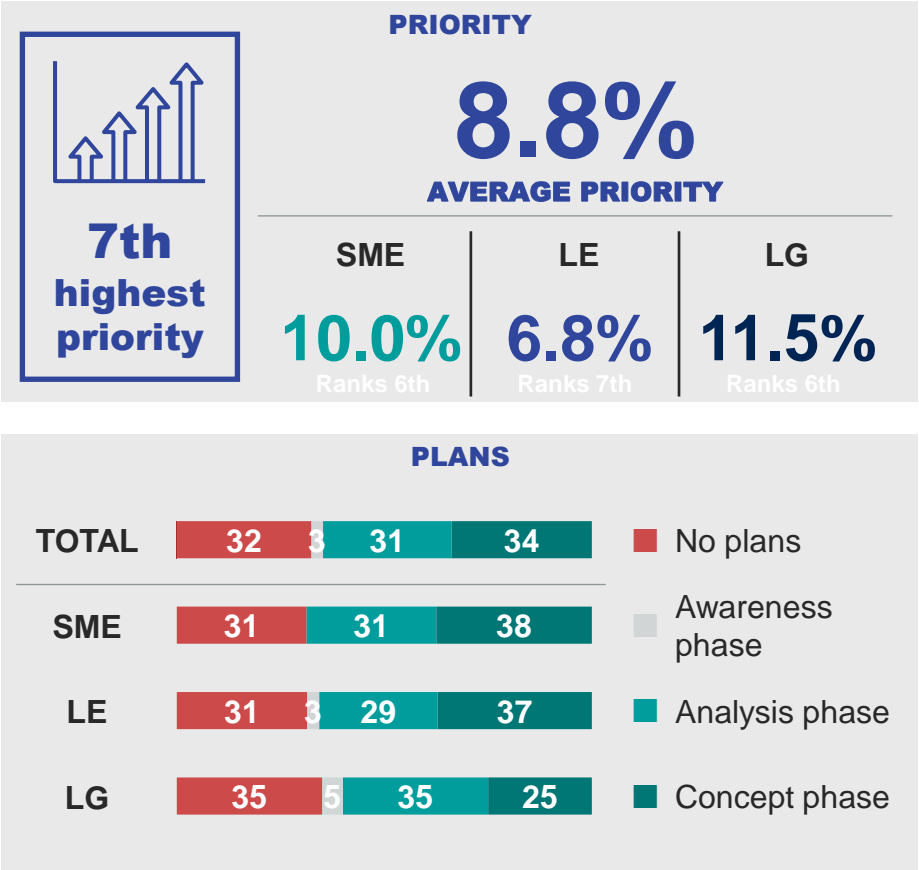 PRIORITY
7th
highest
priority
8.8%
AVERAGE PRIORITY
SME
LE
LG
10.0%
6.8%
11.5%
Ranks 6th
Ranks 7th
Ranks 6th
PLANS
TOTAL
32 3 31 34
SME
31 31 38
LE
31 3 29 37
LG
35 5 35 25
No plans
Awareness
phase
Analysis phase
Concept phase